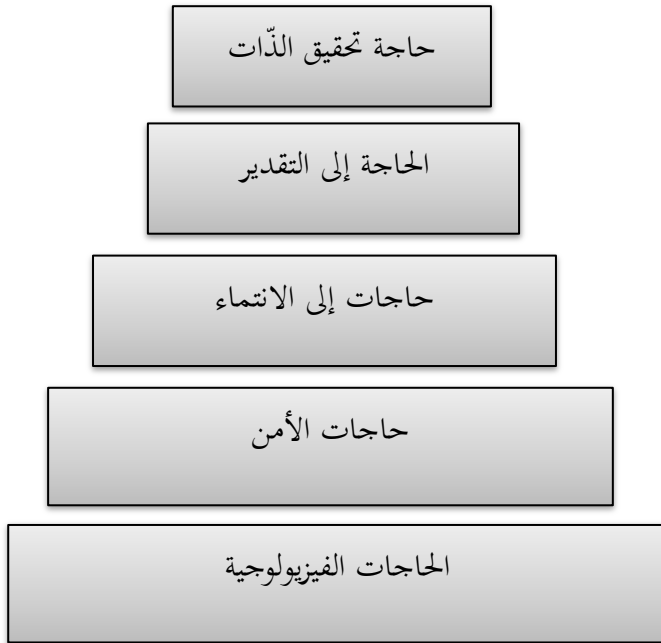 حاجة تحقيق الذّات
الحاجة إلى التقدير
حاجات إلى الانتماء
حاجات الأمن
الحاجات الفيزيولوجية